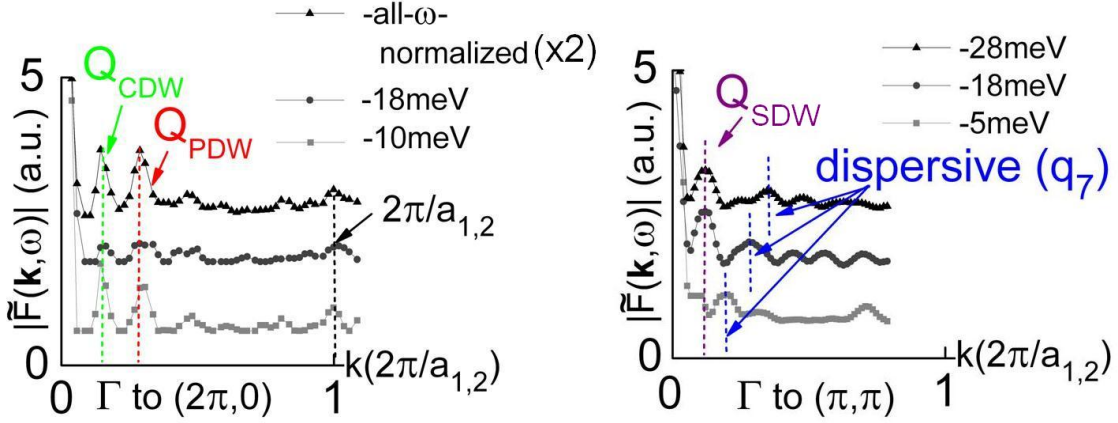 -all-ω-
normalized (x2)
-18meV
-10meV
5
Q_CDW
Q_PDW
|F̃(k,ω)| (a.u.)
2π/a_1,2
0
k(2π/a_1,2)
0
Γ to (2π,0)
1
-28meV
-18meV
-5meV
5
Q_SDW
dispersive (q_7)
|F̃(k,ω)| (a.u.)
0
k(2π/a_1,2)
0
Γ to (π,π)
1